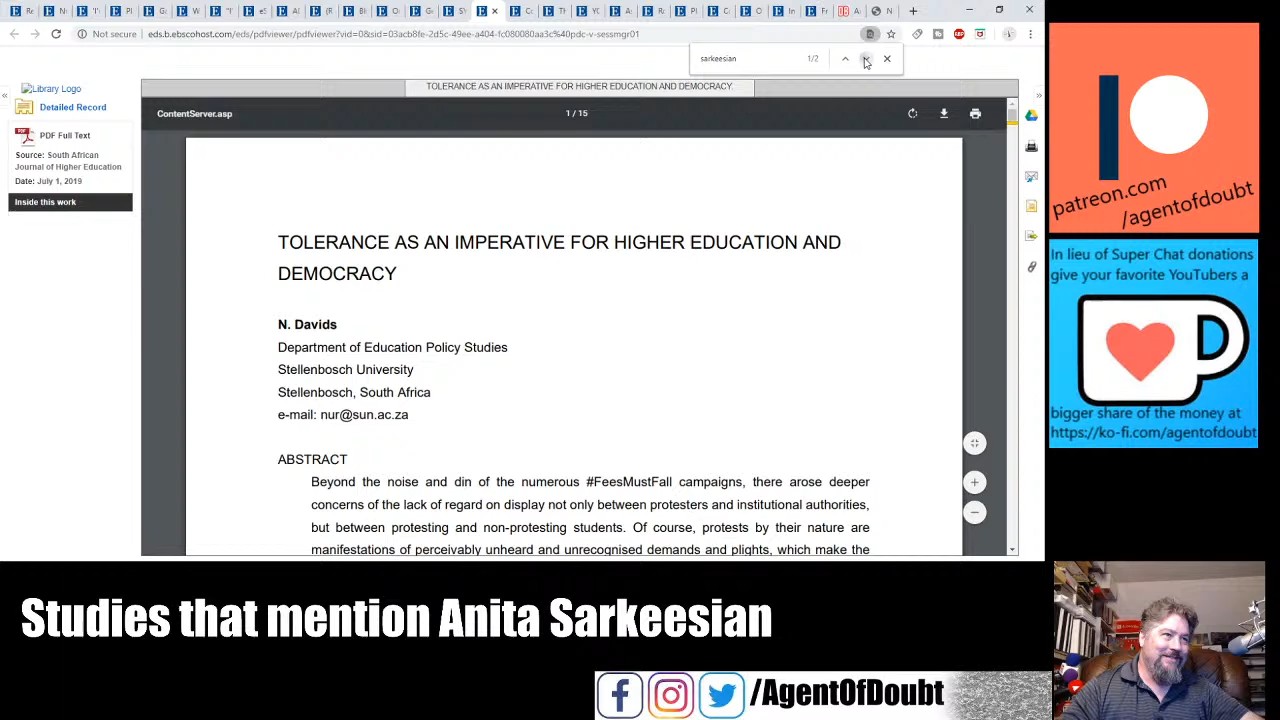 Not secure
eds.b.ebscohost.com/eds/pdfviewer/pdfviewer?vid=0&sid=03acb8fe-2d5c-49ee-a404-fc080080aa3c%40pdc-v-sessmgr01
sarkeesian
1/2
Library Logo
Detailed Record
PDF Full Text
Source: South African
Journal of Higher Education
Date: July 1, 2019
Inside this work
TOLERANCE AS AN IMPERATIVE FOR HIGHER EDUCATION AND DEMOCRACY.
ContentServer.asp
1 / 15
TOLERANCE AS AN IMPERATIVE FOR HIGHER EDUCATION AND
DEMOCRACY
N. Davids
Department of Education Policy Studies
Stellenbosch University
Stellenbosch, South Africa
e-mail: nur@sun.ac.za
ABSTRACT
Beyond the noise and din of the numerous #FeesMustFall campaigns, there arose deeper
concerns of the lack of regard on display not only between protesters and institutional authorities,
but between protesting and non-protesting students. Of course, protests by their nature are
manifestations of perceivably unheard and unrecognised demands and plights, which make the
patreon.com
/agentofdoubt
In lieu of Super Chat donations
give your favorite YouTubers a
bigger share of the money at
https://ko-fi.com/agentofdoubt
Studies that mention Anita Sarkeesian
/AgentOfDoubt